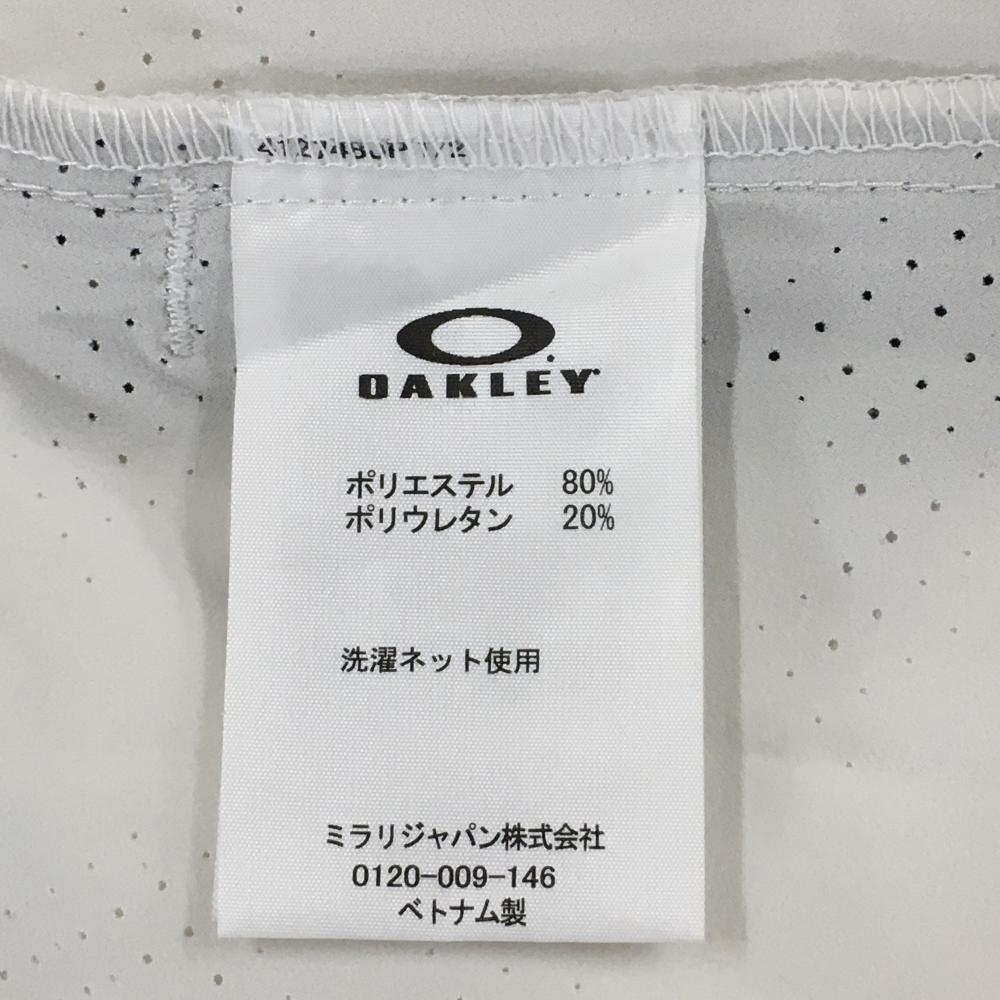 OAKLEY
ポリエステル 80%
ポリウレタン 20%
洗濯ネット使用
ミラリジャパン株式会社
0120-009-146
ベトナム製